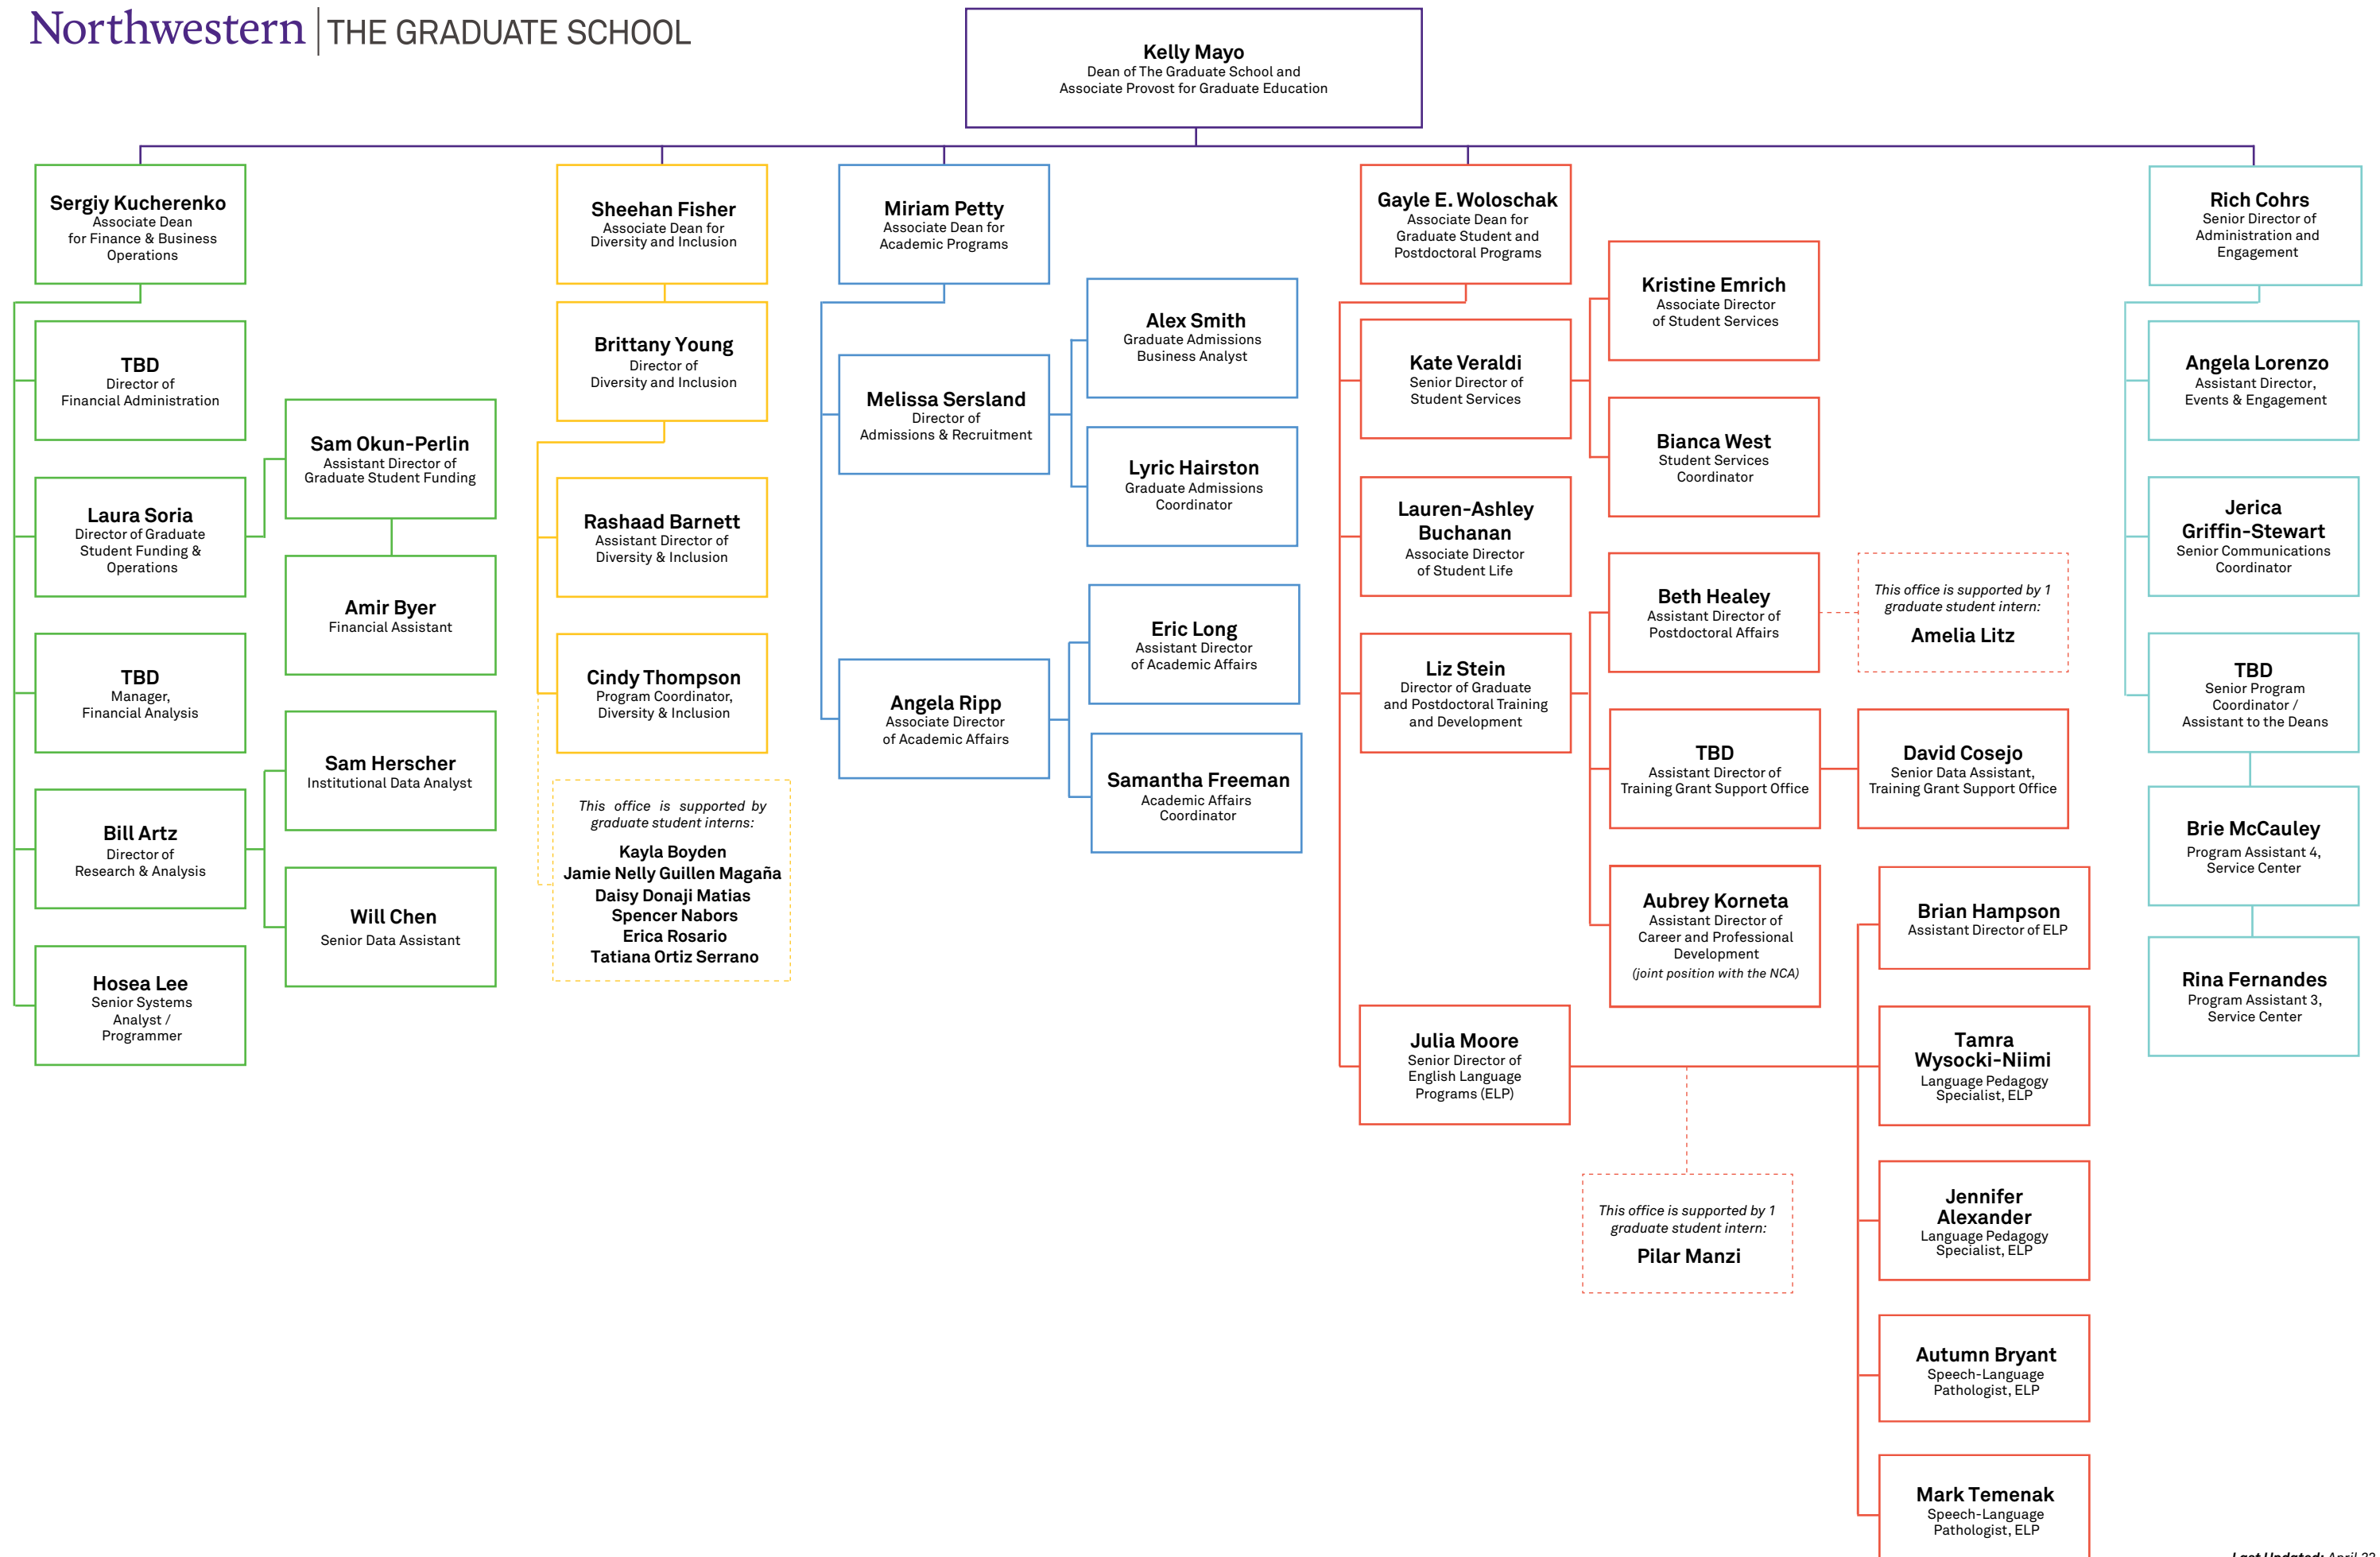 Northwestern | THE GRADUATE SCHOOL
Kelly Mayo
Dean of The Graduate School and
Associate Provost for Graduate Education
Sergiy Kucherenko
Associate Dean
for Finance & Business
Operations
TBD
Director of
Financial Administration
Laura Soria
Director of Graduate
Student Funding &
Operations
Sam Okun-Perlin
Assistant Director of
Graduate Student Funding
Amir Byer
Financial Assistant
TBD
Manager,
Financial Analysis
Bill Artz
Director of
Research & Analysis
Sam Herscher
Institutional Data Analyst
Will Chen
Senior Data Assistant
Hosea Lee
Senior Systems
Analyst /
Programmer
Sheehan Fisher
Associate Dean for
Diversity and Inclusion
Brittany Young
Director of
Diversity and Inclusion
Rashaad Barnett
Assistant Director of
Diversity & Inclusion
Cindy Thompson
Program Coordinator,
Diversity & Inclusion
This office is supported by
graduate student interns:
Kayla Boyden
Jamie Nelly Guillen Magaña
Daisy Donaji Matias
Spencer Nabors
Erica Rosario
Tatiana Ortiz Serrano
Miriam Petty
Associate Dean for
Academic Programs
Melissa Sersland
Director of
Admissions & Recruitment
Alex Smith
Graduate Admissions
Business Analyst
Lyric Hairston
Graduate Admissions
Coordinator
Angela Ripp
Associate Director
of Academic Affairs
Eric Long
Assistant Director
of Academic Affairs
Samantha Freeman
Academic Affairs
Coordinator
Gayle E. Woloschak
Associate Dean for
Graduate Student and
Postdoctoral Programs
Kate Veraldi
Senior Director of
Student Services
Kristine Emrich
Associate Director
of Student Services
Bianca West
Student Services
Coordinator
Lauren-Ashley
Buchanan
Associate Director
of Student Life
Liz Stein
Director of Graduate
and Postdoctoral Training
and Development
Beth Healey
Assistant Director of
Postdoctoral Affairs
This office is supported by 1
graduate student intern:
Amelia Litz
TBD
Assistant Director of
Training Grant Support Office
David Cosejo
Senior Data Assistant,
Training Grant Support Office
Aubrey Korneta
Assistant Director of
Career and Professional
Development
(joint position with the NCA)
Julia Moore
Senior Director of
English Language
Programs (ELP)
This office is supported by 1
graduate student intern:
Pilar Manzi
Brian Hampson
Assistant Director of ELP
Tamra
Wysocki-Niimi
Language Pedagogy
Specialist, ELP
Jennifer
Alexander
Language Pedagogy
Specialist, ELP
Autumn Bryant
Speech-Language
Pathologist, ELP
Mark Temenak
Speech-Language
Pathologist, ELP
Rich Cohrs
Senior Director of
Administration and
Engagement
Angela Lorenzo
Assistant Director,
Events & Engagement
Jerica
Griffin-Stewart
Senior Communications
Coordinator
TBD
Senior Program
Coordinator /
Assistant to the Deans
Brie McCauley
Program Assistant 4,
Service Center
Rina Fernandes
Program Assistant 3,
Service Center
Last Updated: April